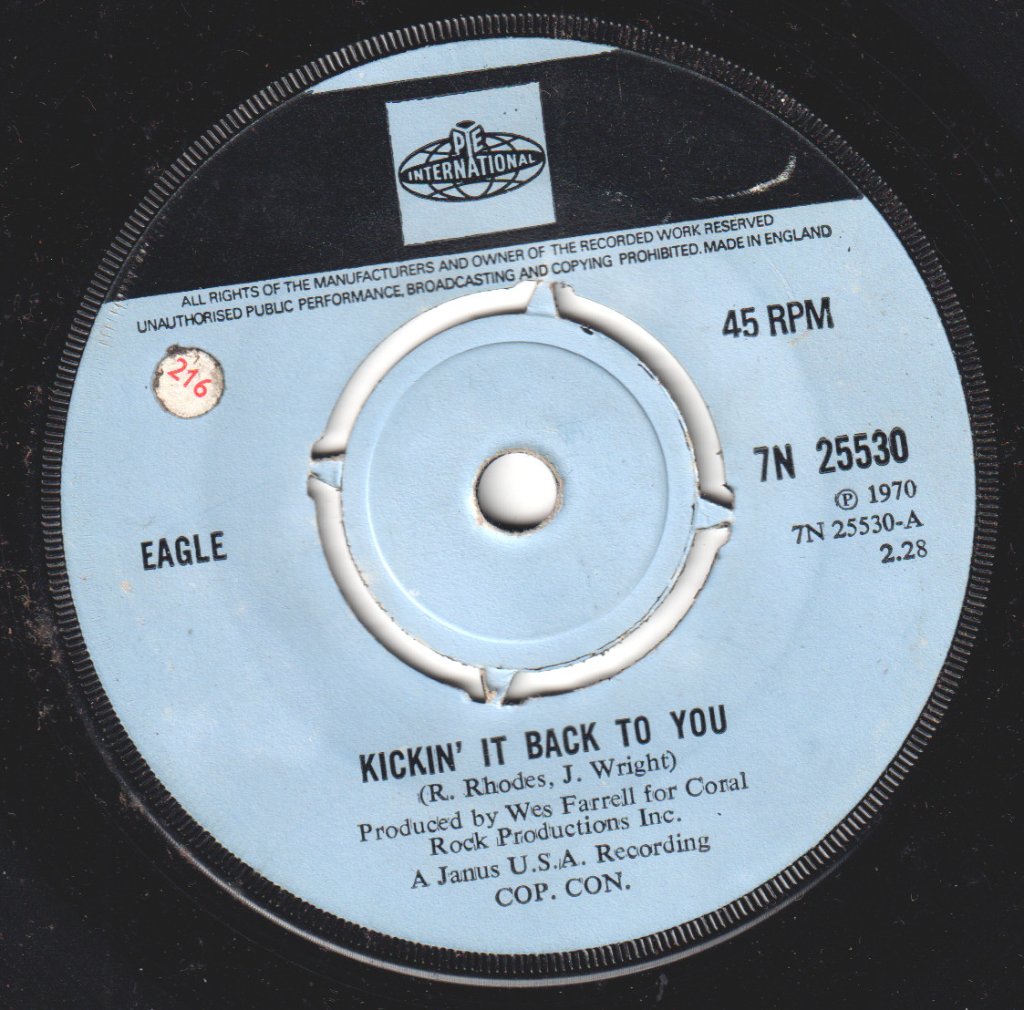 PYE
INTERNATIONAL
ALL RIGHTS OF THE MANUFACTURERS AND OWNER OF THE RECORDED WORK RESERVED
UNAUTHORISED PUBLIC PERFORMANCE, BROADCASTING AND COPYING PROHIBITED. MADE IN ENGLAND
45 RPM
216
7N 25530
℗ 1970
7N 25530-A
2.28
EAGLE
KICKIN' IT BACK TO YOU
(R. Rhodes, J. Wright)
Produced by Wes Farrell for Coral
Rock Productions Inc.
A Janus U.S.A. Recording
COP. CON.